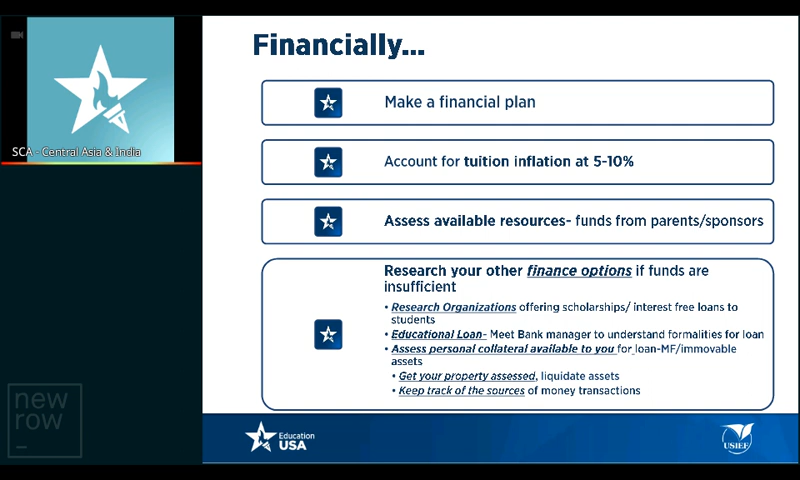 Financially...
SCA - Central Asia & India
Make a financial plan
Account for tuition inflation at 5-10%
Assess available resources- funds from parents/sponsors
Research your other finance options if funds are
insufficient
• Research Organizations offering scholarships/ interest free loans to
students
• Educational Loan- Meet Bank manager to understand formalities for loan
• Assess personal collateral available to you for loan-MF/immovable
assets
• Get your property assessed, liquidate assets
• Keep track of the sources of money transactions
new
row
Education
USA
USIEF